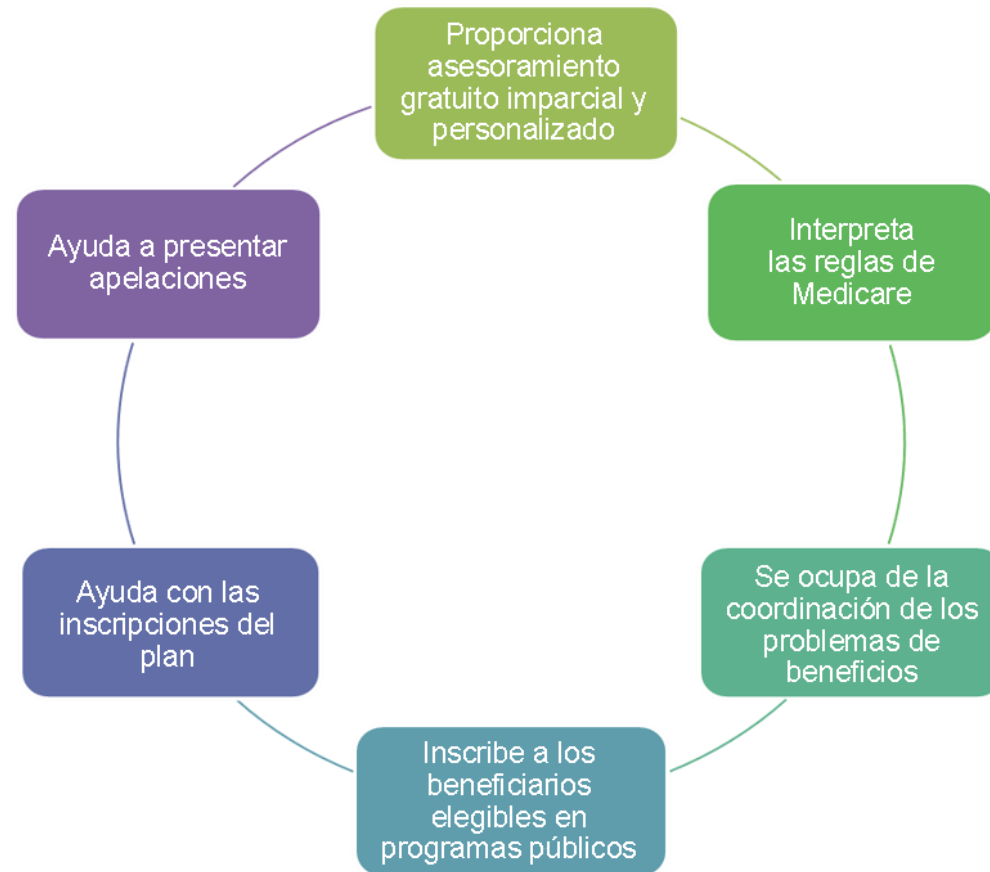 Proporciona
asesoramiento
gratuito imparcial y
personalizado
Interpreta
las reglas de
Medicare
Se ocupa de la
coordinación de los
problemas de
beneficios
Inscribe a los
beneficiarios
elegibles en
programas públicos
Ayuda con las
inscripciones del
plan
Ayuda a presentar
apelaciones